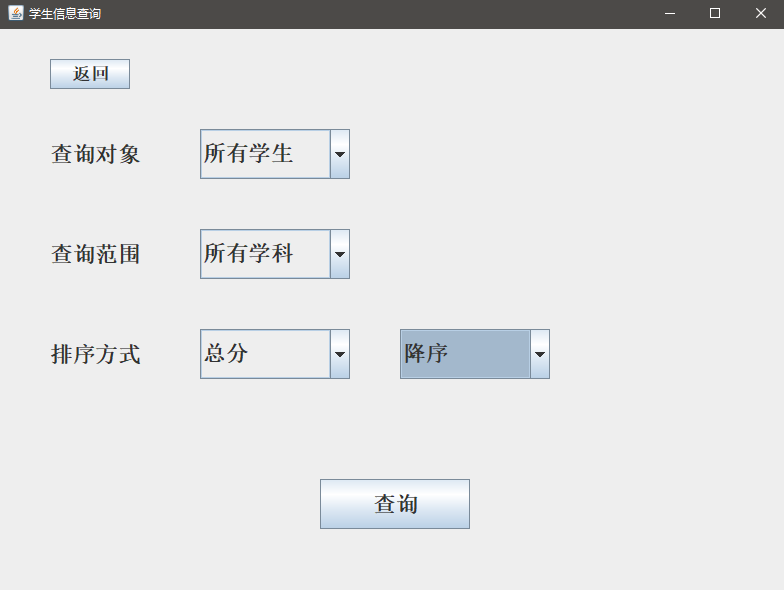 学生信息查询
返回
查询对象 所有学生
查询范围 所有学科
排序方式 总分 降序
查询